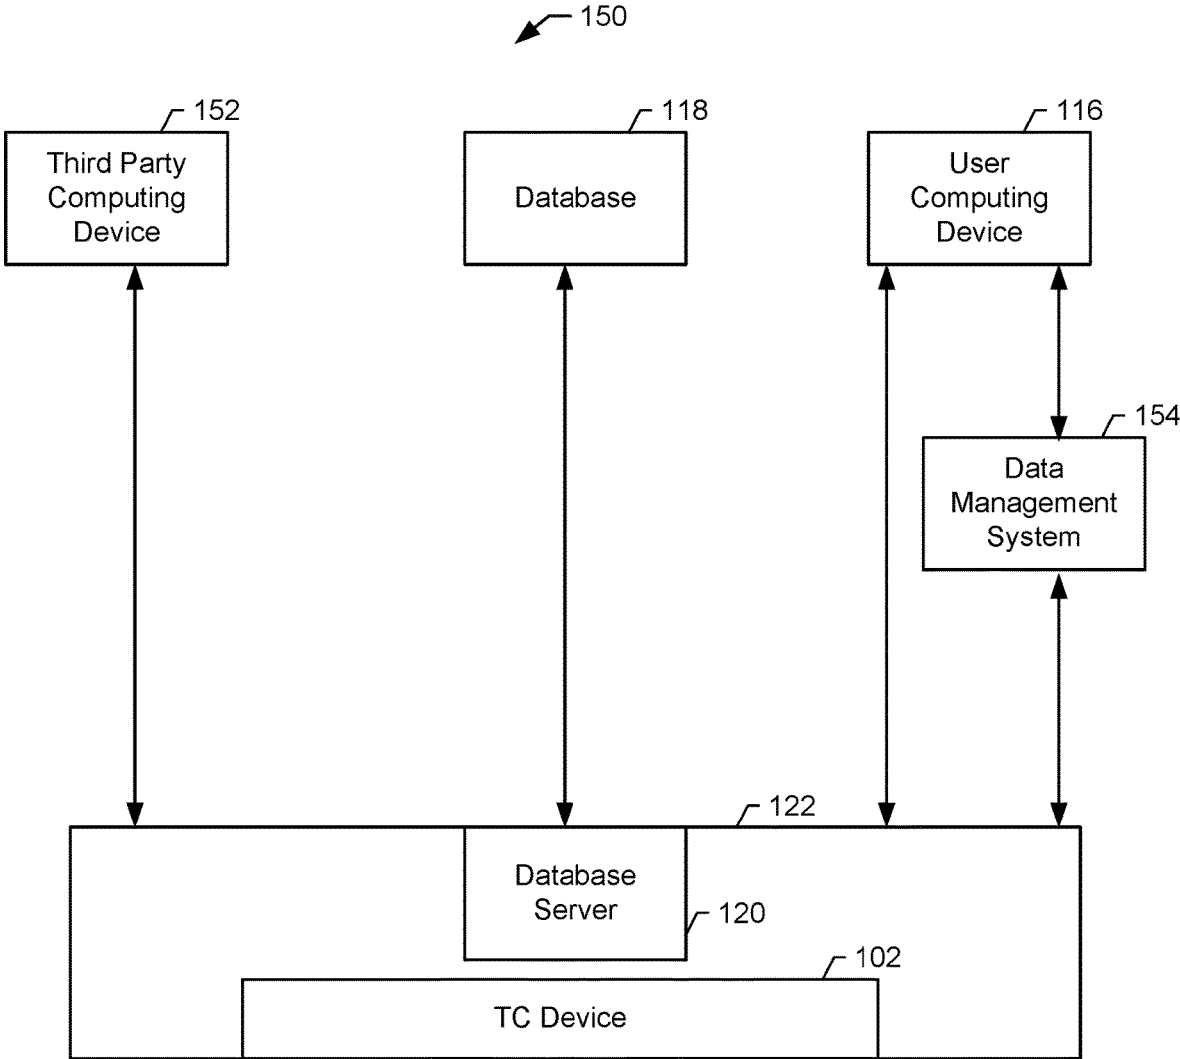 150
152
118
116
Third Party
Computing
Device
Database
User
Computing
Device
154
Data
Management
System
122
Database
Server
120
102
TC Device